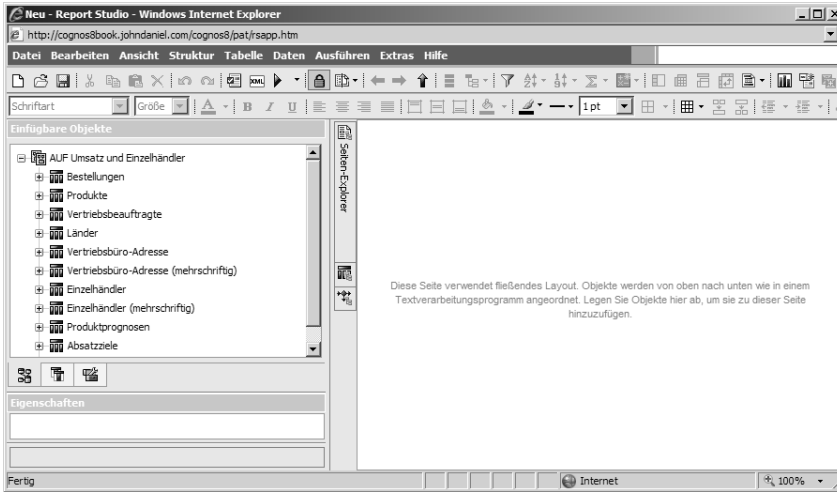 Neu - Report Studio - Windows Internet Explorer
http://cognos8book.johndaniel.com/cognos8/pat/rsapp.htm
Datei Bearbeiten Ansicht Struktur Tabelle Daten Ausführen Extras Hilfe
Schriftart Größe A B I U 1pt
Einfügbare Objekte
AUF Umsatz und Einzelhändler
Bestellungen
Produkte
Vertriebsbeauftragte
Länder
Vertriebsbüro-Adresse
Vertriebsbüro-Adresse (mehrschriftig)
Einzelhändler
Einzelhändler (mehrschriftig)
Produktprognosen
Absatzziele
Eigenschaften
Seiten-Explorer
Diese Seite verwendet fließendes Layout. Objekte werden von oben nach unten wie in einem
Textverarbeitungsprogramm angeordnet. Legen Sie Objekte hier ab, um sie zu dieser Seite
hinzuzufügen.
Fertig Internet 100%